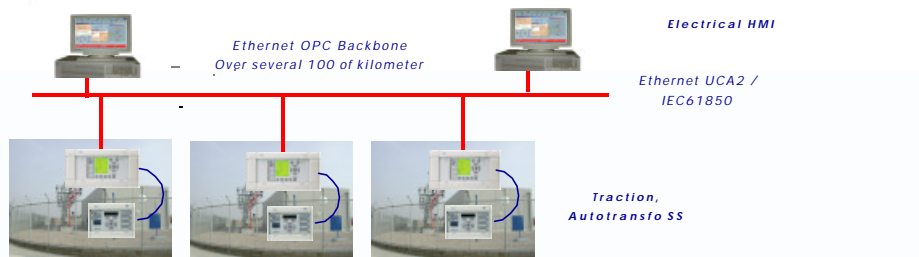 Electrical HMI
Ethernet OPC Backbone
Over several 100 of kilometer
Ethernet UCA2 /
IEC61850
Traction,
Autotransfo SS